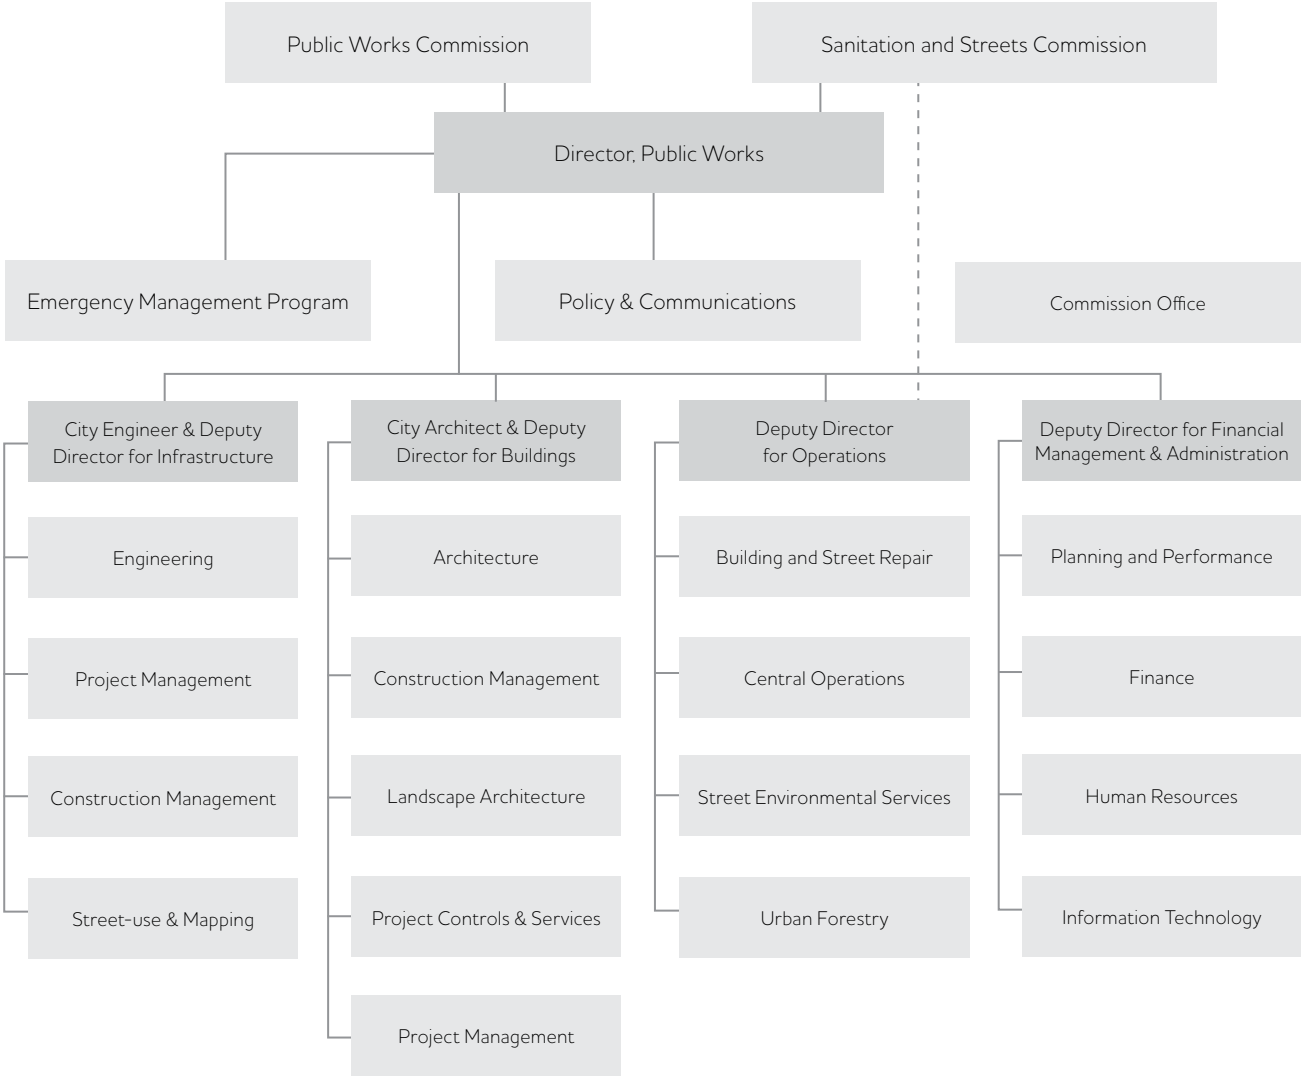 Public Works Commission
Sanitation and Streets Commission
Director, Public Works
Emergency Management Program
Policy & Communications
Commission Office
City Engineer & Deputy
Director for Infrastructure
Engineering
Project Management
Construction Management
Street-use & Mapping
City Architect & Deputy
Director for Buildings
Architecture
Construction Management
Landscape Architecture
Project Controls & Services
Project Management
Deputy Director
for Operations
Building and Street Repair
Central Operations
Street Environmental Services
Urban Forestry
Deputy Director for Financial
Management & Administration
Planning and Performance
Finance
Human Resources
Information Technology